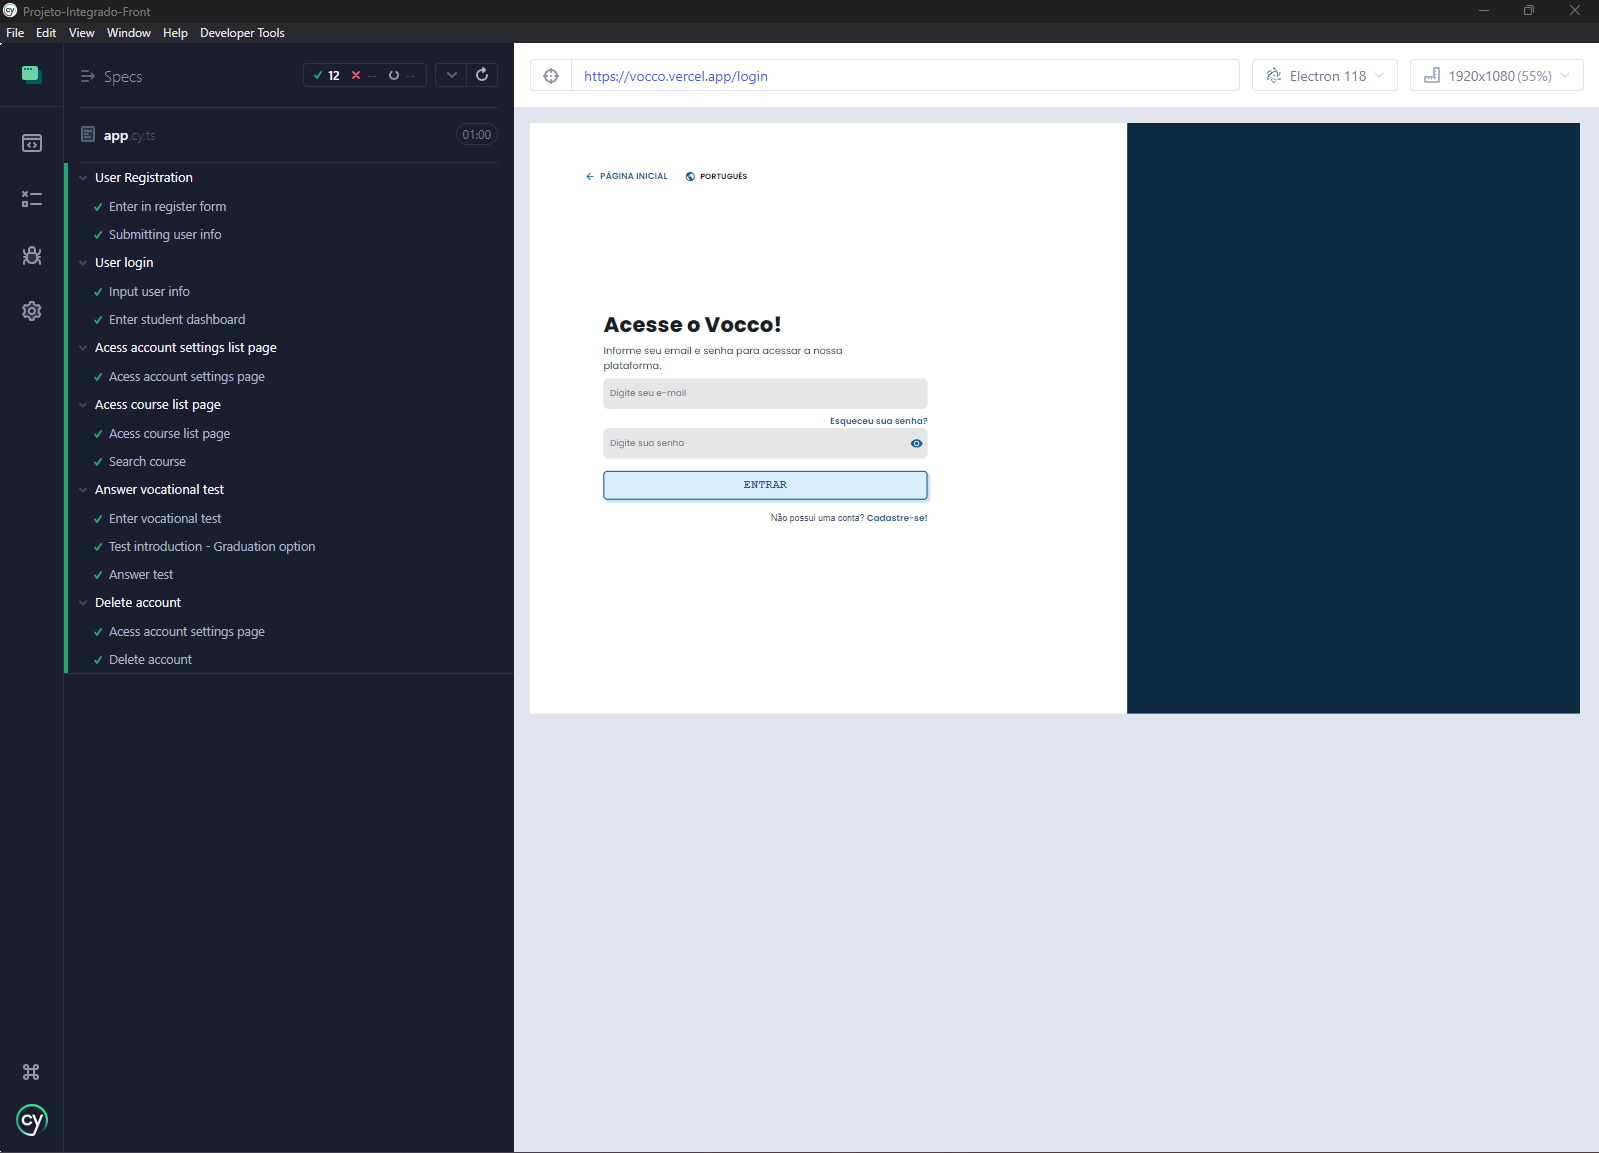 Projeto-Integrado-Front
File Edit View Window Help Developer Tools
Specs
12 -- --
app.cy.ts 01:00
User Registration
Enter in register form
Submitting user info
User login
Input user info
Enter student dashboard
Acess account settings list page
Acess account settings page
Acess course list page
Acess course list page
Search course
Answer vocational test
Enter vocational test
Test introduction - Graduation option
Answer test
Delete account
Acess account settings page
Delete account
cy
https://vocco.vercel.app/login
Electron 118
1920x1080 (55%)
PÁGINA INICIAL
PORTUGUÊS
Acesse o Vocco!
Informe seu email e senha para acessar a nossa
plataforma.
Digite seu e-mail
Esqueceu sua senha?
Digite sua senha
ENTRAR
Não possui uma conta? Cadastre-se!